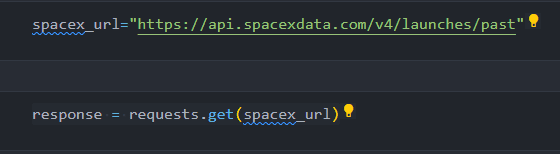 spacex_url="https://api.spacexdata.com/v4/launches/past"
response = requests.get(spacex_url)